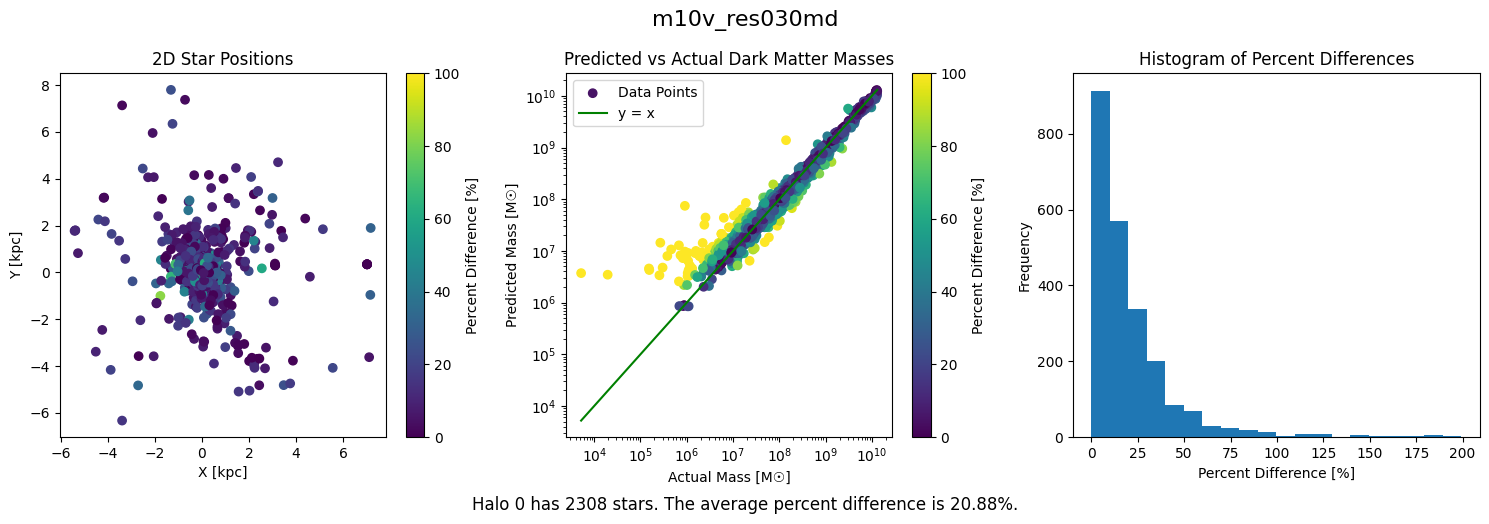 m10v_res030md
2D Star Positions
Y [kpc]
8
6
4
2
0
−2
−4
−6
−6 −4 −2 0 2 4 6
X [kpc]
100
80
60
40
20
0
Percent Difference [%]
Predicted vs Actual Dark Matter Masses
Data Points
y = x
Predicted Mass [M☉]
10¹⁰
10⁹
10⁸
10⁷
10⁶
10⁵
10⁴
10⁴ 10⁵ 10⁶ 10⁷ 10⁸ 10⁹ 10¹⁰
Actual Mass [M☉]
100
80
60
40
20
0
Percent Difference [%]
Histogram of Percent Differences
Frequency
800
600
400
200
0
0 25 50 75 100 125 150 175 200
Percent Difference [%]
Halo 0 has 2308 stars. The average percent difference is 20.88%.